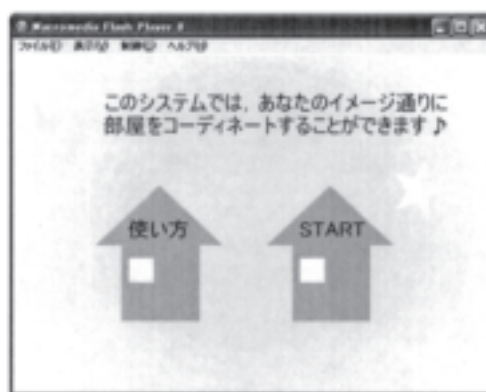 Macromedia Flash Player 8
ファイル(F) 表示(V) 制御(C) ヘルプ(H)
このシステムでは，あなたのイメージ通りに
部屋をコーディネートすることができます♪
使い方 START